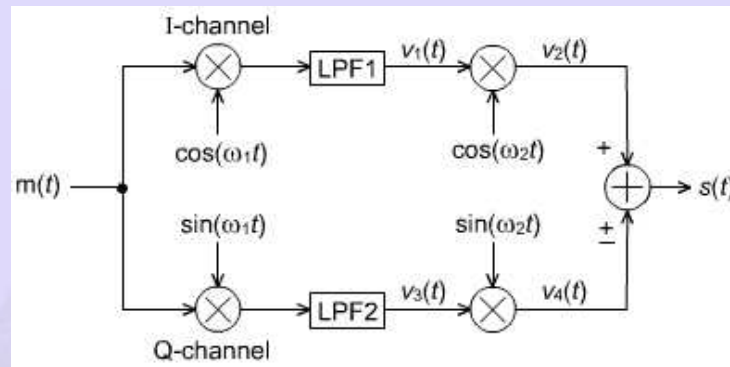 I-channel
LPF1
v₁(t)
v₂(t)
cos(ω₁t)
cos(ω₂t)
+
m(t)
s(t)
sin(ω₁t)
sin(ω₂t)
±
LPF2
v₃(t)
v₄(t)
Q-channel